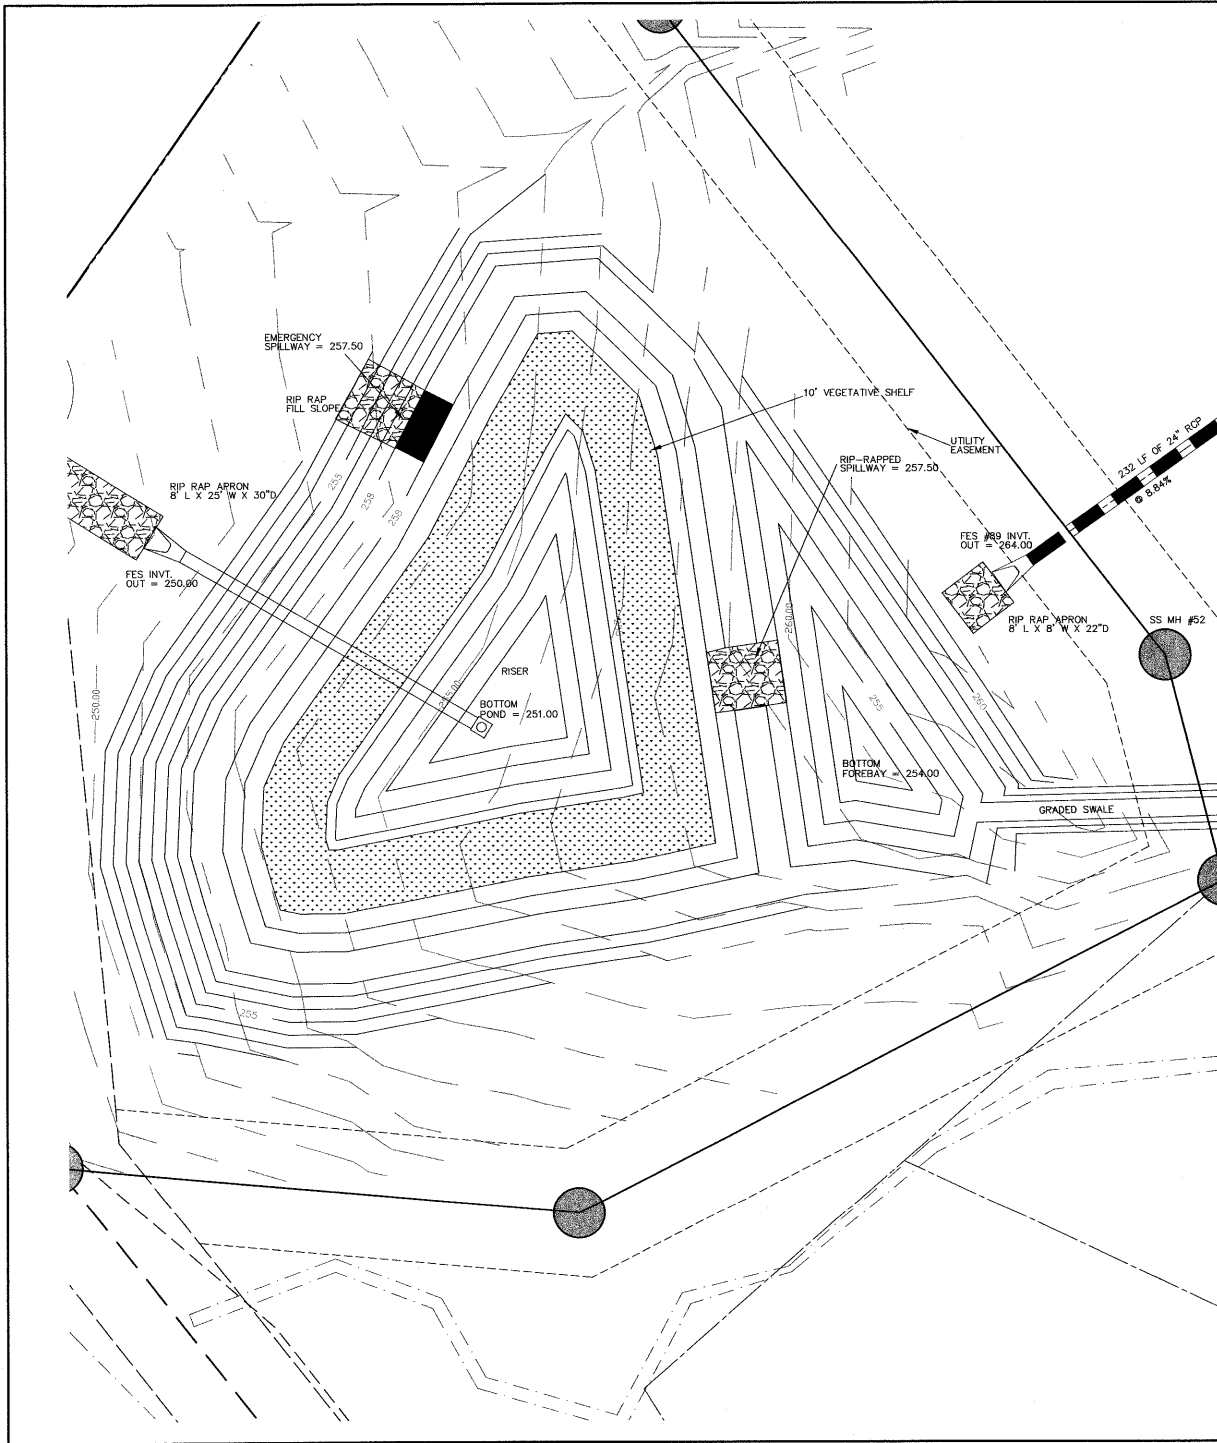 EMERGENCY
SPILLWAY = 257.50
RIP RAP
FILL SLOPE
10' VEGETATIVE SHELF
UTILITY
EASEMENT
RIP-RAPPED
SPILLWAY = 257.50
232 LF OF 24" RCP
@ 8.84%
RIP RAP APRON
8' L X 25' W X 30"D
255
258
258
FES #89 INVT.
OUT = 264.00
FES INVT.
OUT = 250.00
RIP RAP APRON
8' L X 8' W X 22"D
SS MH #52
260.00
RISER
250.00
255.00
BOTTOM
POND = 251.00
255
260
BOTTOM
FOREBAY = 254.00
GRADED SWALE
255